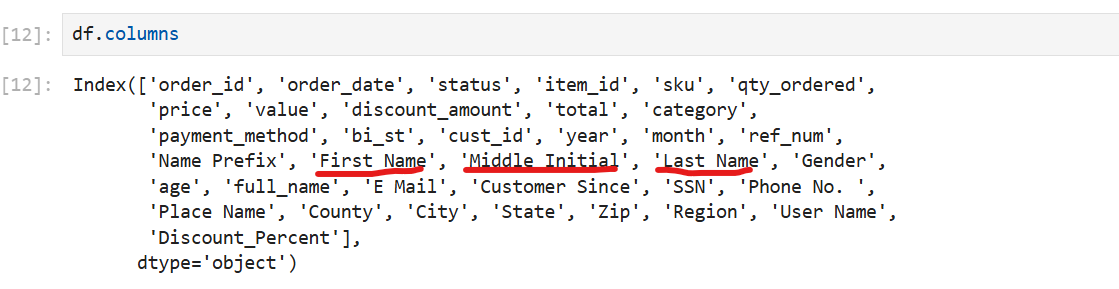 [12]: df.columns
[12]: Index(['order_id', 'order_date', 'status', 'item_id', 'sku', 'qty_ordered',
'price', 'value', 'discount_amount', 'total', 'category',
'payment_method', 'bi_st', 'cust_id', 'year', 'month', 'ref_num',
'Name Prefix', 'First Name', 'Middle Initial', 'Last Name', 'Gender',
'age', 'full_name', 'E Mail', 'Customer Since', 'SSN', 'Phone No. ',
'Place Name', 'County', 'City', 'State', 'Zip', 'Region', 'User Name',
'Discount_Percent'],
dtype='object')